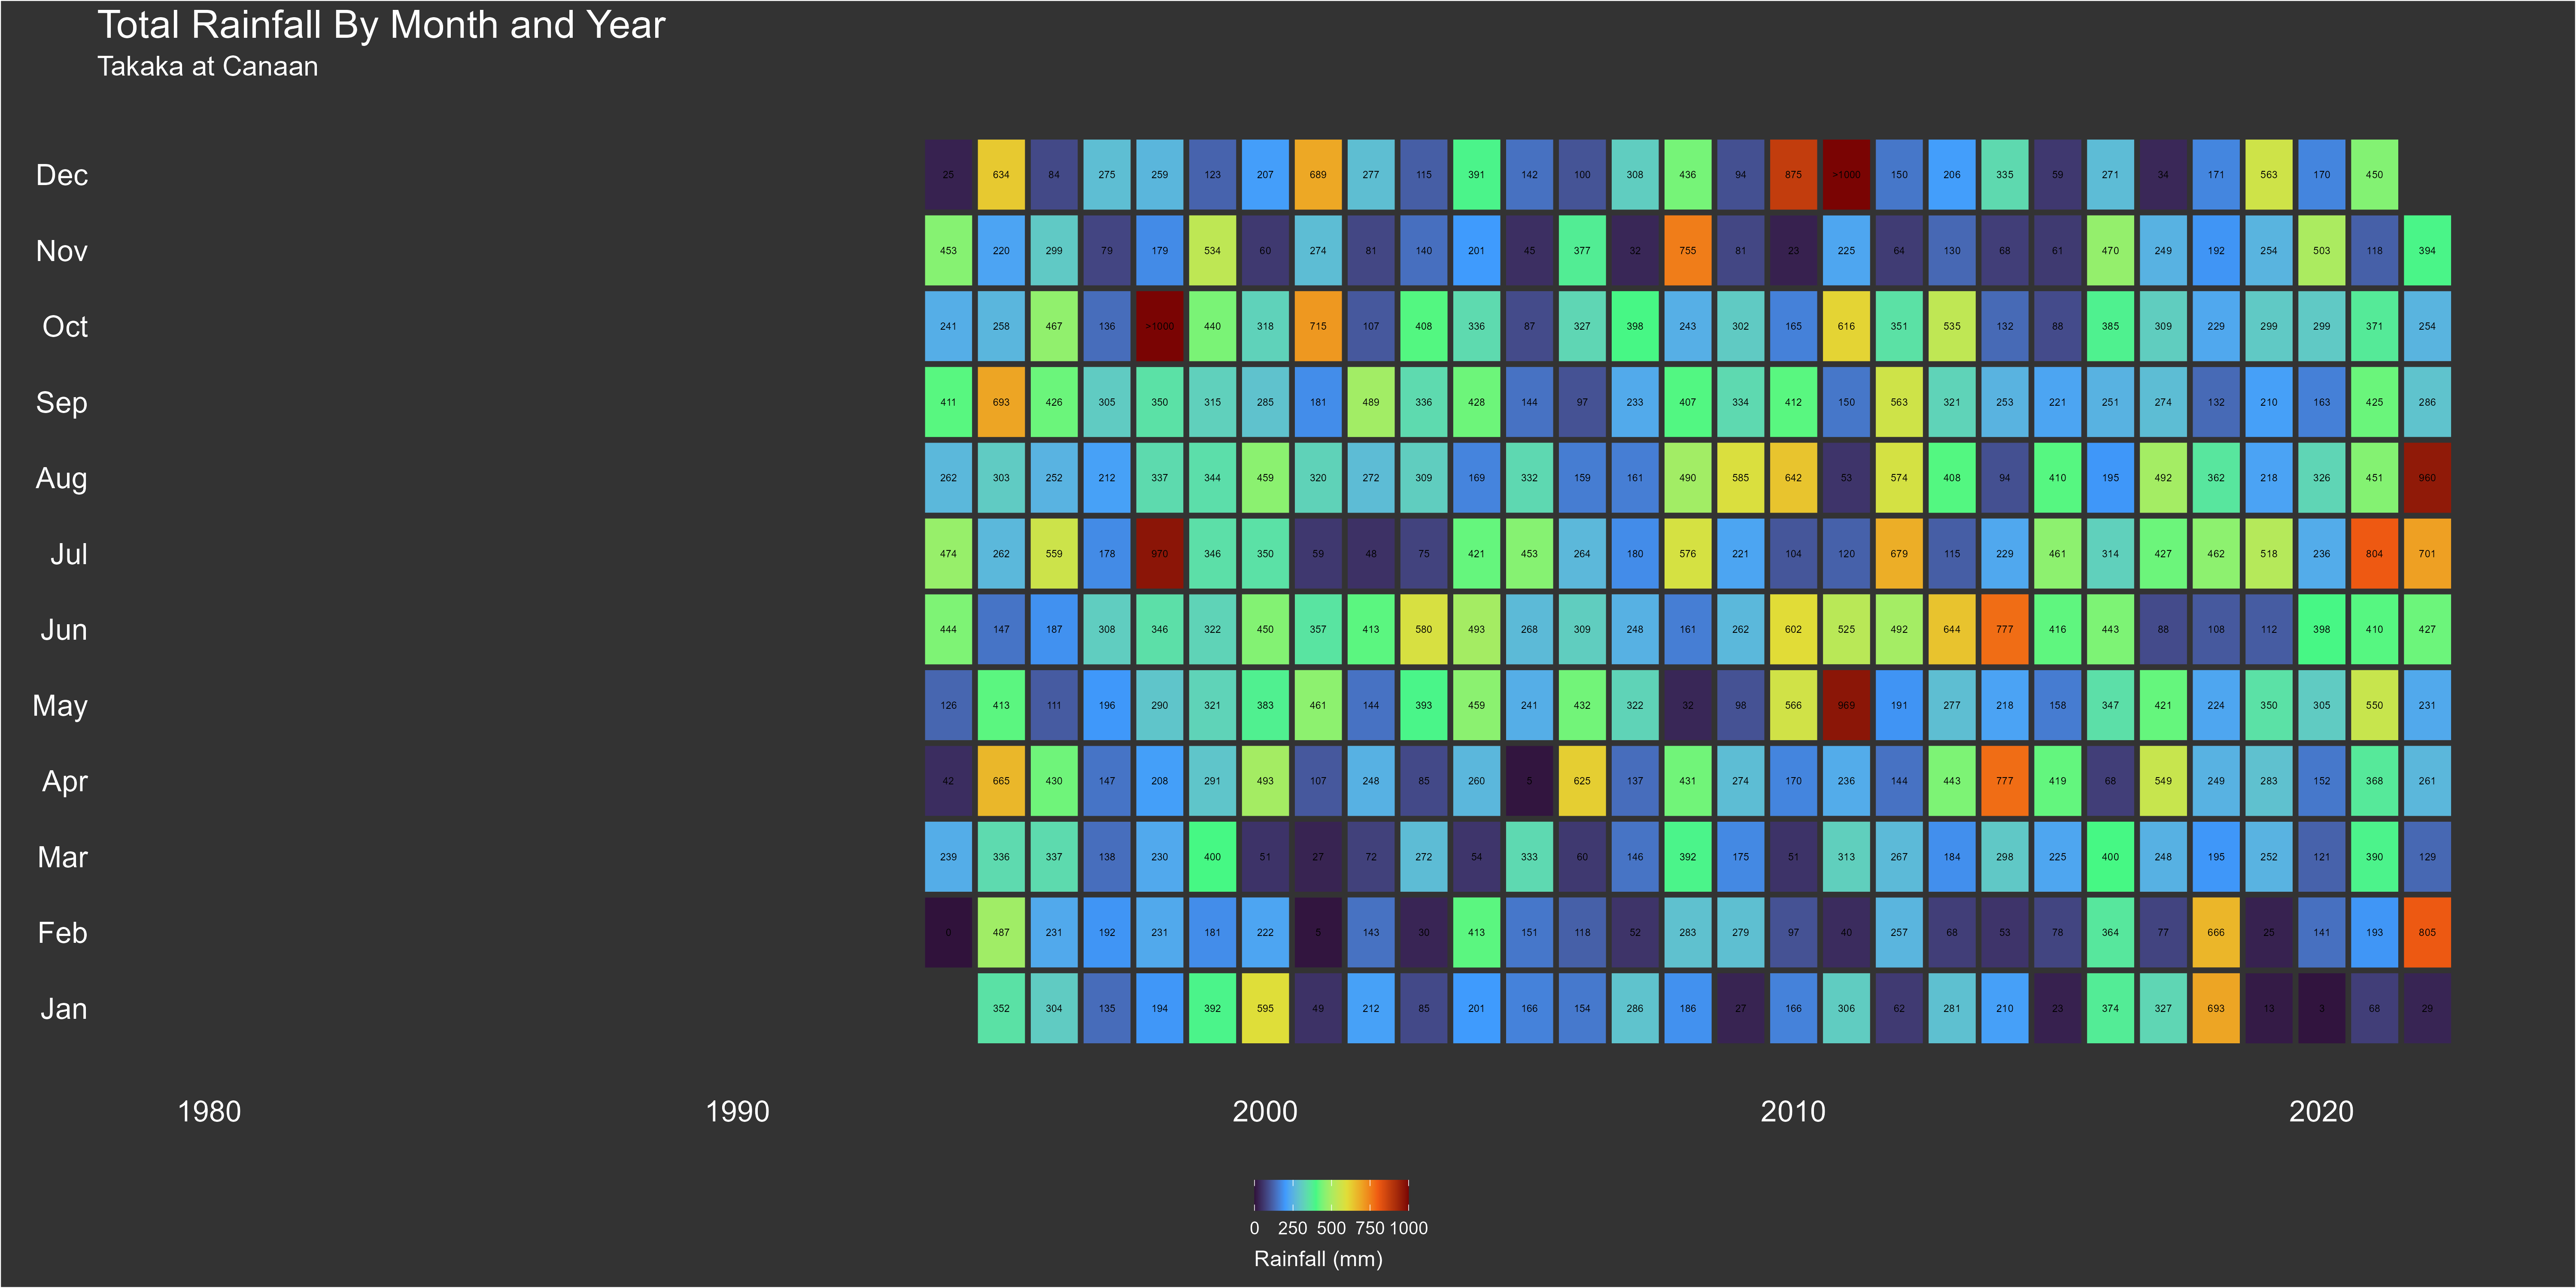 Total Rainfall By Month and Year
Takaka at Canaan
Dec 25 634 84 275 259 123 207 689 277 115 391 142 100 308 436 94 875 >1000 150 206 335 59 271 34 171 563 170 450
Nov 453 220 299 79 179 534 60 274 81 140 201 45 377 32 755 81 23 225 64 130 68 61 470 249 192 254 503 118 394
Oct 241 258 467 136 >1000 440 318 715 107 408 336 87 327 398 243 302 165 616 351 535 132 88 385 309 229 299 299 371 254
Sep 411 693 426 305 350 315 285 181 489 336 428 144 97 233 407 334 412 150 563 321 253 221 251 274 132 210 163 425 286
Aug 262 303 252 212 337 344 459 320 272 309 169 332 159 161 490 585 642 53 574 408 94 410 195 492 362 218 326 451 960
Jul 474 262 559 178 970 346 350 59 48 75 421 453 264 180 576 221 104 120 679 115 229 461 314 427 462 518 236 804 701
Jun 444 147 187 308 346 322 450 357 413 580 493 268 309 248 161 262 602 525 492 644 777 416 443 88 108 112 398 410 427
May 126 413 111 196 290 321 383 461 144 393 459 241 432 322 32 98 566 969 191 277 218 158 347 421 224 350 305 550 231
Apr 42 665 430 147 208 291 493 107 248 85 260 5 625 137 431 274 170 236 144 443 777 419 68 549 249 283 152 368 261
Mar 239 336 337 138 230 400 51 27 72 272 54 333 60 146 392 175 51 313 267 184 298 225 400 248 195 252 121 390 129
Feb 0 487 231 192 231 181 222 5 143 30 413 151 118 52 283 279 97 40 257 68 53 78 364 77 666 25 141 193 805
Jan 352 304 135 194 392 595 49 212 85 201 166 154 286 186 27 166 306 62 281 210 23 374 327 693 13 3 68 29
1980 1990 2000 2010 2020
0 250 500 750 1000
Rainfall (mm)